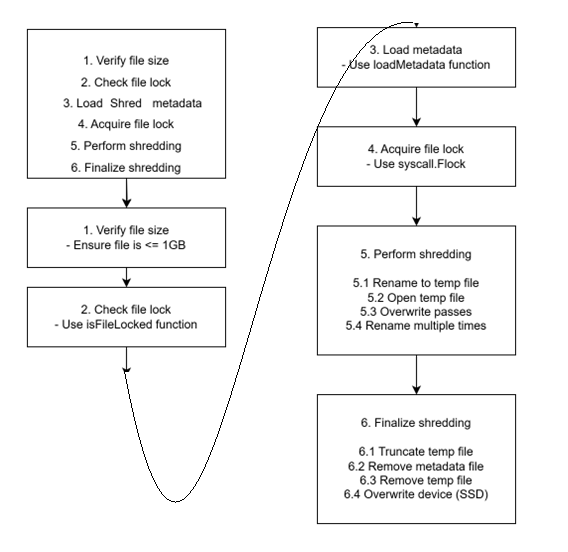 1. Verify file size
2. Check file lock
3. Load Shred metadata
4. Acquire file lock
5. Perform shredding
6. Finalize shredding
1. Verify file size
- Ensure file is <= 1GB
2. Check file lock
- Use isFileLocked function
3. Load metadata
- Use loadMetadata function
4. Acquire file lock
- Use syscall.Flock
5. Perform shredding
5.1 Rename to temp file
5.2 Open temp file
5.3 Overwrite passes
5.4 Rename multiple times
6. Finalize shredding
6.1 Truncate temp file
6.2 Remove metadata file
6.3 Remove temp file
6.4 Overwrite device (SSD)